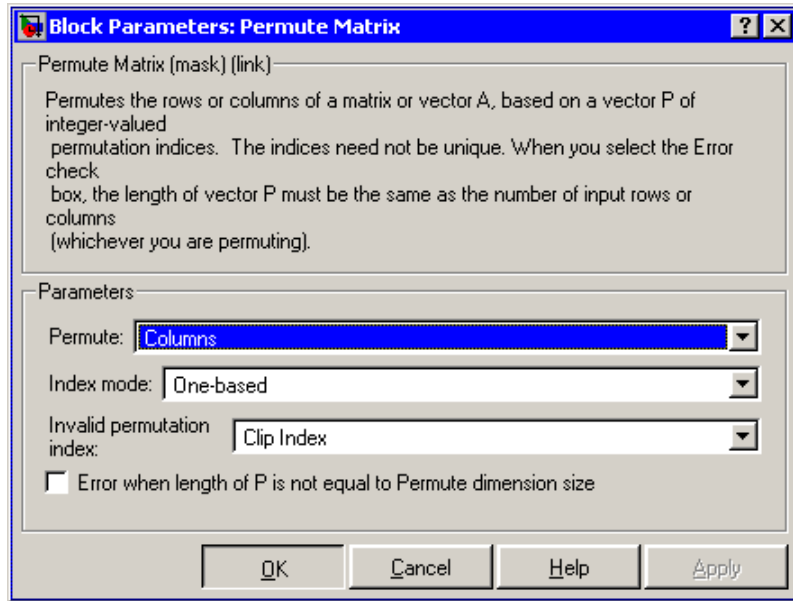 Block Parameters: Permute Matrix
Permute Matrix (mask) (link)
Permutes the rows or columns of a matrix or vector A, based on a vector P of
integer-valued
permutation indices.  The indices need not be unique. When you select the Error
check
box, the length of vector P must be the same as the number of input rows or
columns
(whichever you are permuting).
Parameters
Permute: Columns
Index mode: One-based
Invalid permutation
index:
Clip Index
Error when length of P is not equal to Permute dimension size
OK Cancel Help Apply